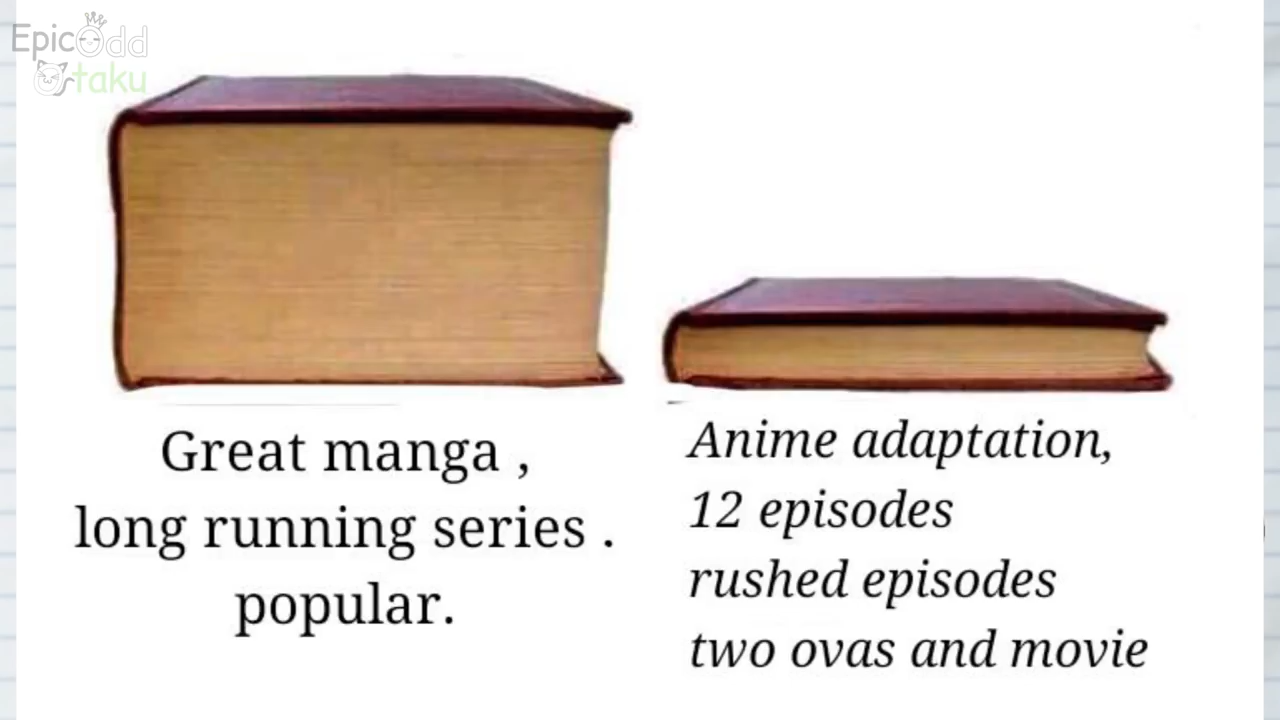 EpicOdd
Otaku
Great manga ,
long running series .
popular.
Anime adaptation,
12 episodes
rushed episodes
two ovas and movie